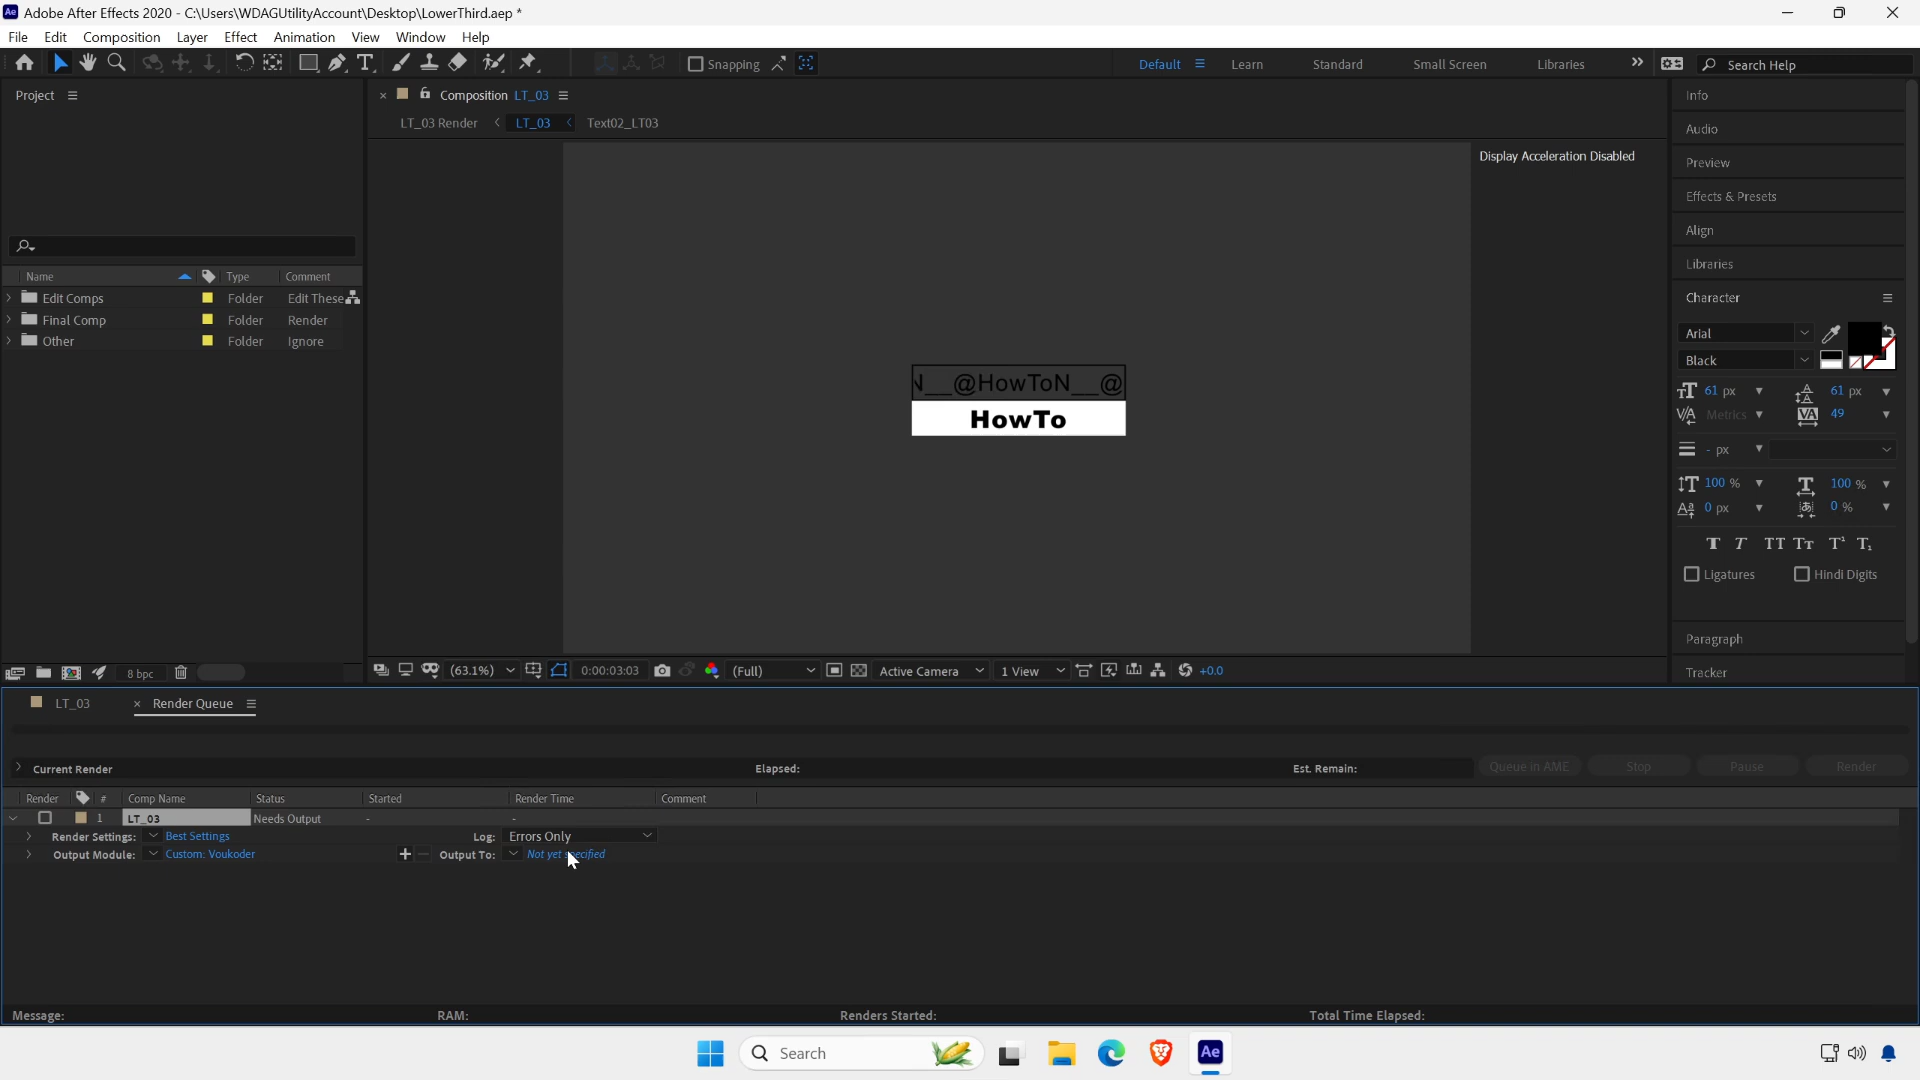 Ae Adobe After Effects 2020 - C:\Users\WDAGUtilityAccount\Desktop\LowerThird.aep *
File Edit Composition Layer Effect Animation View Window Help
Snapping Default Learn Standard Small Screen Libraries Search Help
Project
Composition LT_03
LT_03 Render LT_03 Text02_LT03
Display Acceleration Disabled
N__@HowToN__@
HowTo
Name Type Comment
Edit Comps Folder Edit These
Final Comp Folder Render
Other Folder Ignore
8 bpc
(63.1%) 0:00:03:03 (Full) Active Camera 1 View +0.0
Info
Audio
Preview
Effects & Presets
Align
Libraries
Character
Arial
Black
61 px 61 px
Metrics 49
- px
100 % 100 %
0 px 0 %
Ligatures Hindi Digits
Paragraph
Tracker
LT_03 Render Queue
Current Render Elapsed: Est. Remain: Queue in AME Stop Pause Render
Render # Comp Name Status Started Render Time Comment
1 LT_03 Needs Output - -
Render Settings: Best Settings Log: Errors Only
Output Module: Custom: Voukoder Output To: Not yet specified
Message: RAM: Renders Started: Total Time Elapsed:
Search Ae